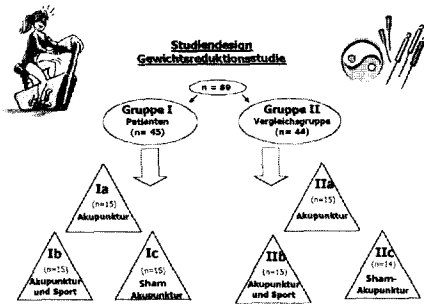 Studiendesign
Gewichtsreduktionsstudie
n = 89
Gruppe I
Patienten
(n= 45)
Gruppe II
Vergleichsgruppe
(n= 44)
Ia
(n=15)
Akupunktur
IIa
(n=15)
Akupunktur
Ib
(n=15)
Akupunktur
und Sport
Ic
(n=15)
Sham
Akupunktur
IIb
(n=15)
Akupunktur
und Sport
IIc
(n=14)
Sham-
Akupunktur